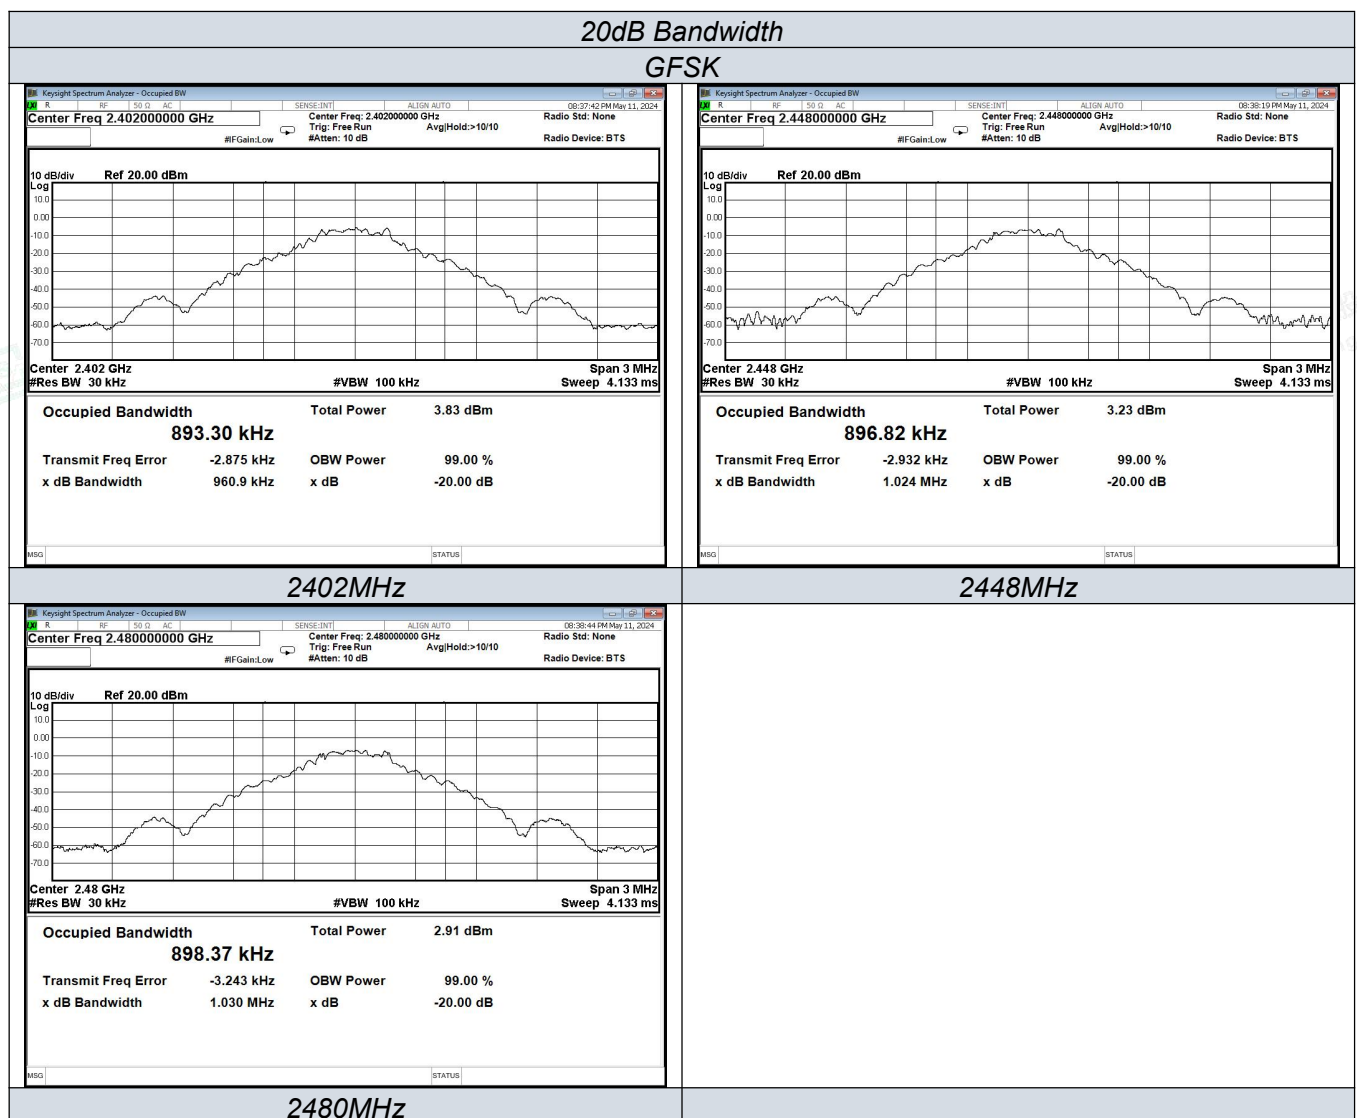 20dB Bandwidth
GFSK
Keysight Spectrum Analyzer - Occupied BW
LXI R RF 50 Ω AC SENSE:INT ALIGN AUTO 08:37:42 PM May 11, 2024
Center Freq 2.402000000 GHz Center Freq: 2.402000000 GHz Radio Std: None
Trig: Free Run Avg|Hold:>10/10
#IFGain:Low #Atten: 10 dB Radio Device: BTS
10 dB/div Ref 20.00 dBm
Log
10.0
0.00
-10.0
-20.0
-30.0
-40.0
-50.0
-60.0
-70.0
Center 2.402 GHz Span 3 MHz
#Res BW 30 kHz #VBW 100 kHz Sweep 4.133 ms
Occupied Bandwidth Total Power 3.83 dBm
893.30 kHz
Transmit Freq Error -2.875 kHz OBW Power 99.00 %
x dB Bandwidth 960.9 kHz x dB -20.00 dB
MSG STATUS
2402MHz
Keysight Spectrum Analyzer - Occupied BW
LXI R RF 50 Ω AC SENSE:INT ALIGN AUTO 08:38:19 PM May 11, 2024
Center Freq 2.448000000 GHz Center Freq: 2.448000000 GHz Radio Std: None
Trig: Free Run Avg|Hold:>10/10
#IFGain:Low #Atten: 10 dB Radio Device: BTS
10 dB/div Ref 20.00 dBm
Log
10.0
0.00
-10.0
-20.0
-30.0
-40.0
-50.0
-60.0
-70.0
Center 2.448 GHz Span 3 MHz
#Res BW 30 kHz #VBW 100 kHz Sweep 4.133 ms
Occupied Bandwidth Total Power 3.23 dBm
896.82 kHz
Transmit Freq Error -2.932 kHz OBW Power 99.00 %
x dB Bandwidth 1.024 MHz x dB -20.00 dB
MSG STATUS
2448MHz
Keysight Spectrum Analyzer - Occupied BW
LXI R RF 50 Ω AC SENSE:INT ALIGN AUTO 08:38:44 PM May 11, 2024
Center Freq 2.480000000 GHz Center Freq: 2.480000000 GHz Radio Std: None
Trig: Free Run Avg|Hold:>10/10
#IFGain:Low #Atten: 10 dB Radio Device: BTS
10 dB/div Ref 20.00 dBm
Log
10.0
0.00
-10.0
-20.0
-30.0
-40.0
-50.0
-60.0
-70.0
Center 2.48 GHz Span 3 MHz
#Res BW 30 kHz #VBW 100 kHz Sweep 4.133 ms
Occupied Bandwidth Total Power 2.91 dBm
898.37 kHz
Transmit Freq Error -3.243 kHz OBW Power 99.00 %
x dB Bandwidth 1.030 MHz x dB -20.00 dB
MSG STATUS
2480MHz